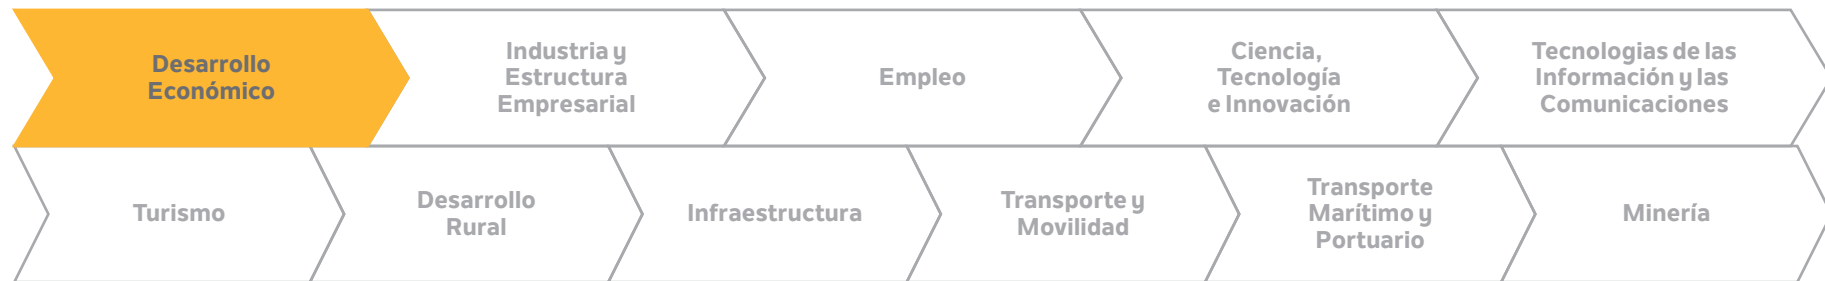 Desarrollo
Económico
Industria y
Estructura
Empresarial
Empleo
Ciencia,
Tecnología
e Innovación
Tecnologias de las
Información y las
Comunicaciones
Turismo
Desarrollo
Rural
Infraestructura
Transporte y
Movilidad
Transporte
Marítimo y
Portuario
Minería